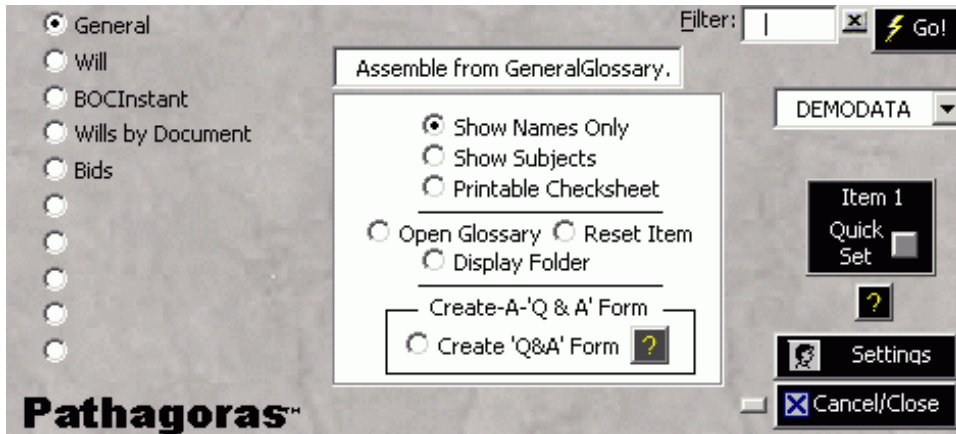 General
Will
BOCInstant
Wills by Document
Bids
Filter:
x
Go!
Assemble from GeneralGlossary.
DEMODATA
Show Names Only
Show Subjects
Printable Checksheet
Open Glossary Reset Item
Display Folder
Create-A-'Q & A' Form
Create 'Q&A' Form ?
Item 1
Quick
Set
?
Settings
Cancel/Close
Pathagoras™